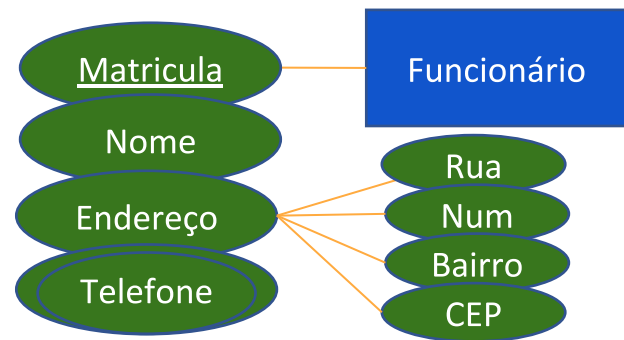 Matricula
Funcionário
Nome
Endereço
Telefone
Rua
Num
Bairro
CEP